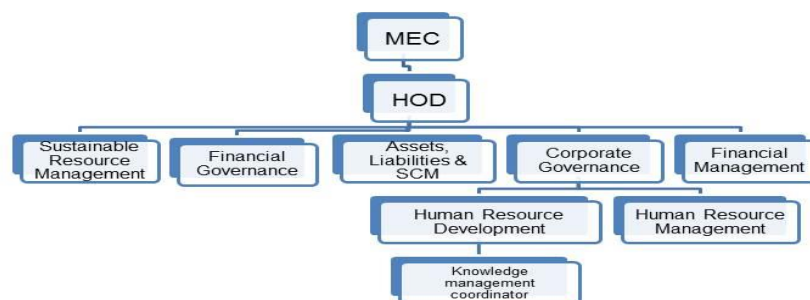 MEC
HOD
Sustainable
Resource
Management
Financial
Governance
Assets,
Liabilities &
SCM
Corporate
Governance
Financial
Management
Human Resource
Development
Human Resource
Management
Knowledge
management
coordinator